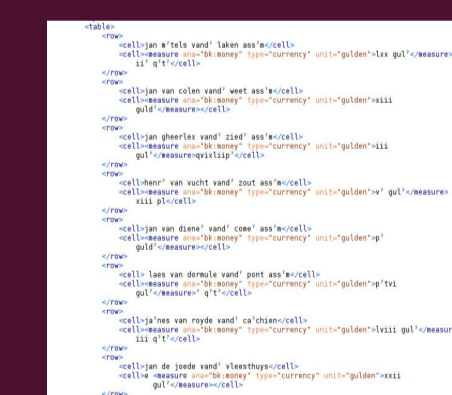 <table>
<row>
<cell>jan m'tels vand' laken ass'm</cell>
<cell><measure ana="bk:money" type="currency" unit="gulden">lxx gul'</measure>
ii' q't'</cell>
</row>
<row>
<cell>jan van colen vand' weet ass'm</cell>
<cell><measure ana="bk:money" type="currency" unit="gulden">xiii
guld'</measure></cell>
</row>
<row>
<cell>jan gheerlex vand' zied' ass'm</cell>
<cell><measure ana="bk:money" type="currency" unit="gulden">iii
gul'</measure>qvixliip'</cell>
</row>
<row>
<cell>henr' van vucht vand' zout ass'm</cell>
<cell><measure ana="bk:money" type="currency" unit="gulden">v' gul'</measure>
xiii pl</cell>
</row>
<row>
<cell>jan van diene' vand' come' ass'm</cell>
<cell><measure ana="bk:money" type="currency" unit="gulden">p'
guld'</measure></cell>
</row>
<row>
<cell> laes van dormule vand' pont ass'm</cell>
<cell><measure ana="bk:money" type="currency" unit="gulden">p'tvi
gul'</measure>' q't'</cell>
</row>
<row>
<cell>ja'nes van royde vand' ca'chien</cell>
<cell><measure ana="bk:money" type="currency" unit="gulden">lviii gul'</measur
iii q't'</cell>
</row>
<row>
<cell>jan de joede vand' vleesthuys</cell>
<cell>e <measure ana="bk:money" type="currency" unit="gulden">xxii
gul'</measure></cell>
</row>